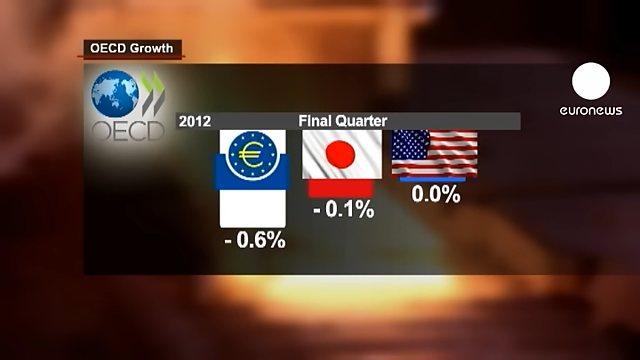 OECD Growth
euronews
OECD
2012 Final Quarter
€
- 0.6%
- 0.1%
0.0%